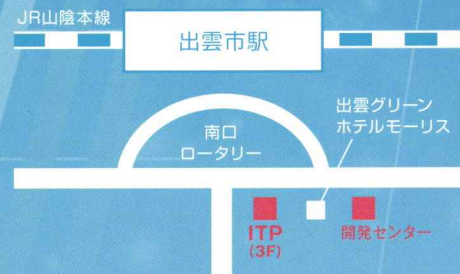 JR山陰本線
出雲市駅
出雲グリーン
ホテルモーリス
南口
ロータリー
ITP
(3F)
開発センター